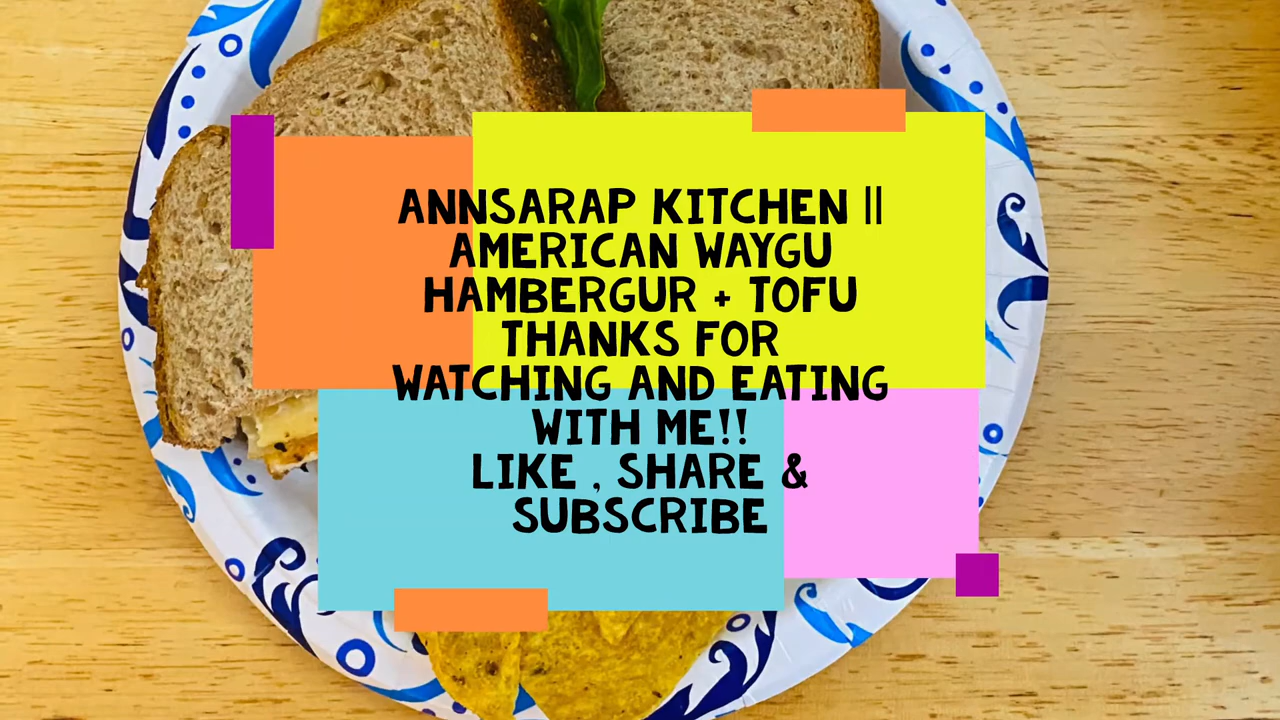 ANNSARAP KITCHEN ||
AMERICAN WAYGU
HAMBERGUR + TOFU
THANKS FOR
WATCHING AND EATING
WITH ME!!
LIKE , SHARE &
SUBSCRIBE